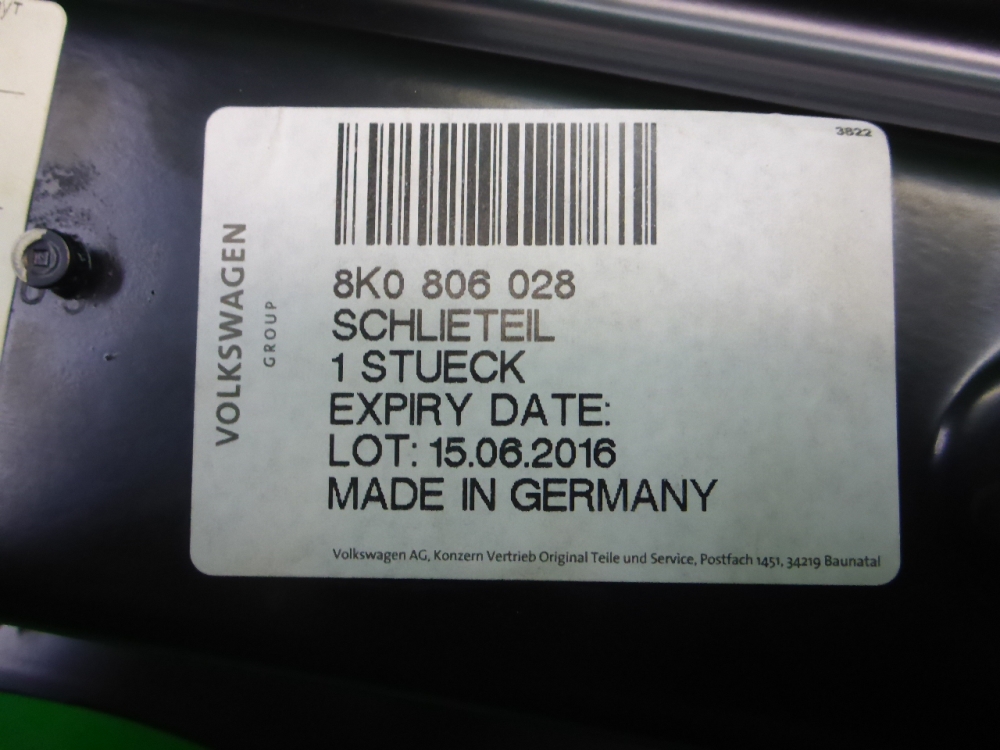 3822
8K0 806 028
SCHLIETEIL
1 STUECK
EXPIRY DATE:
LOT: 15.06.2016
MADE IN GERMANY
VOLKSWAGEN
GROUP
Volkswagen AG, Konzern Vertrieb Original Teile und Service, Postfach 1451, 34219 Baunatal